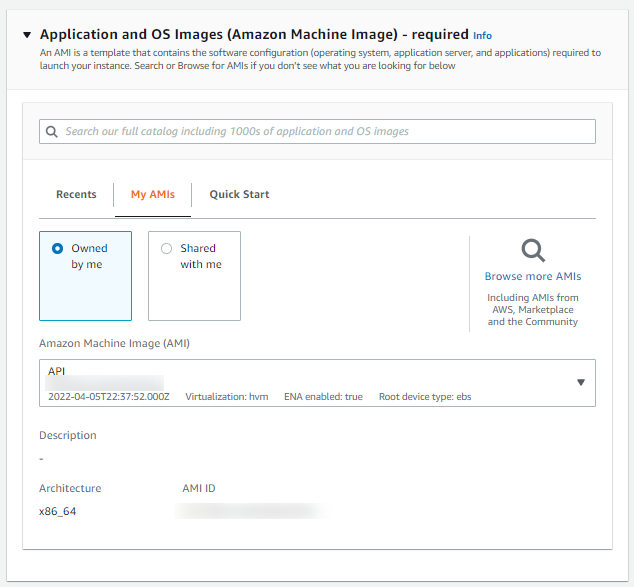 Application and OS Images (Amazon Machine Image) - required Info
An AMI is a template that contains the software configuration (operating system, application server, and applications) required to
launch your instance. Search or Browse for AMIs if you don't see what you are looking for below
Search our full catalog including 1000s of application and OS images
Recents My AMIs Quick Start
Owned
by me
Shared
with me
Browse more AMIs
Including AMIs from
AWS, Marketplace
and the Community
Amazon Machine Image (AMI)
API
2022-04-05T22:37:52.000Z Virtualization: hvm ENA enabled: true Root device type: ebs
Description
-
Architecture AMI ID
x86_64